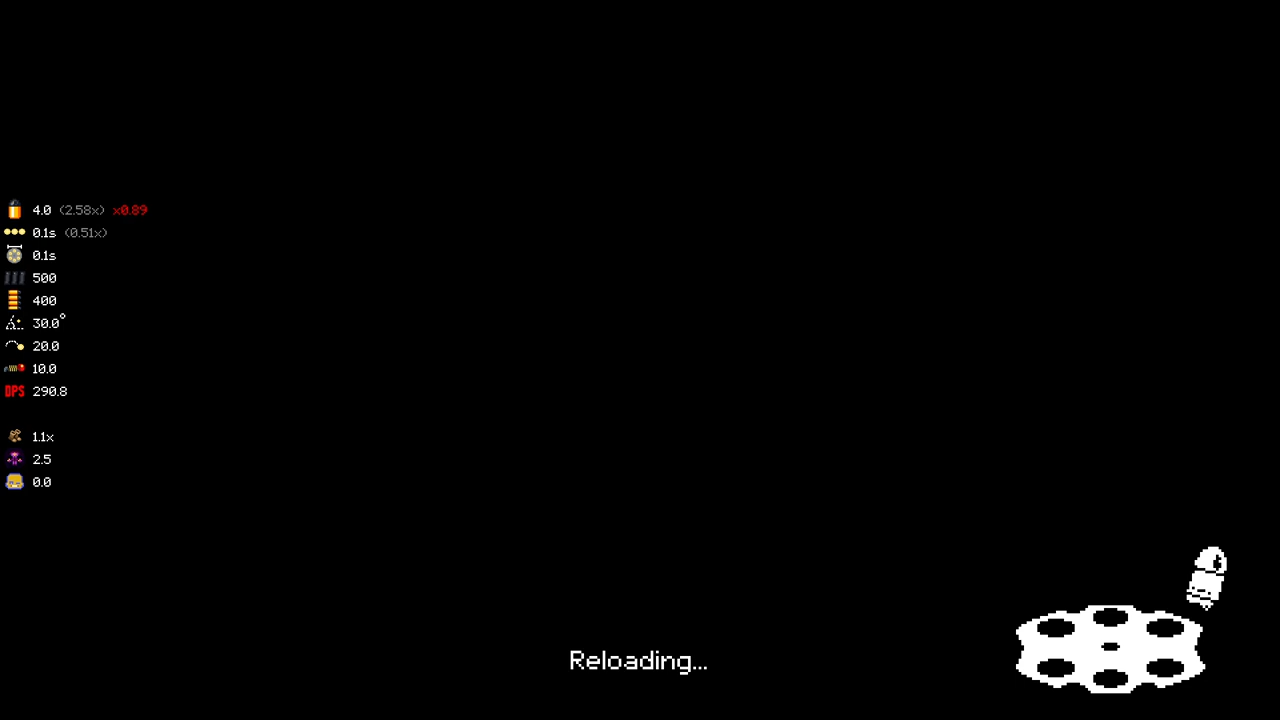 4.0 (2.58x) x0.89
0.1s (0.51x)
0.1s
500
400
30.0°
20.0
10.0
DPS 290.8
1.1x
2.5
0.0
Reloading...